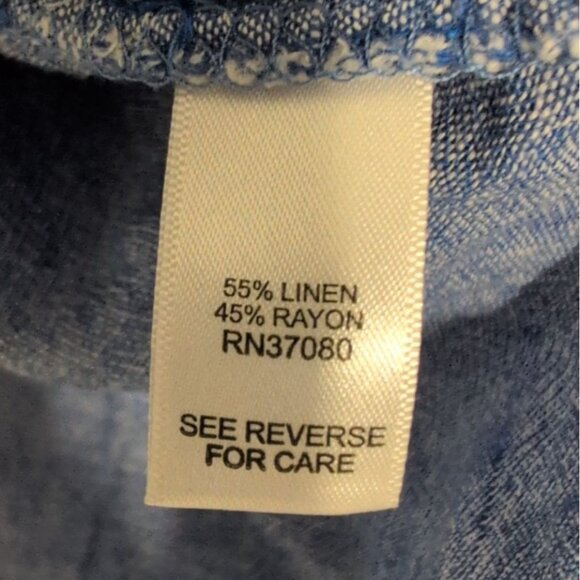 55% LINEN
45% RAYON
RN37080
SEE REVERSE
FOR CARE